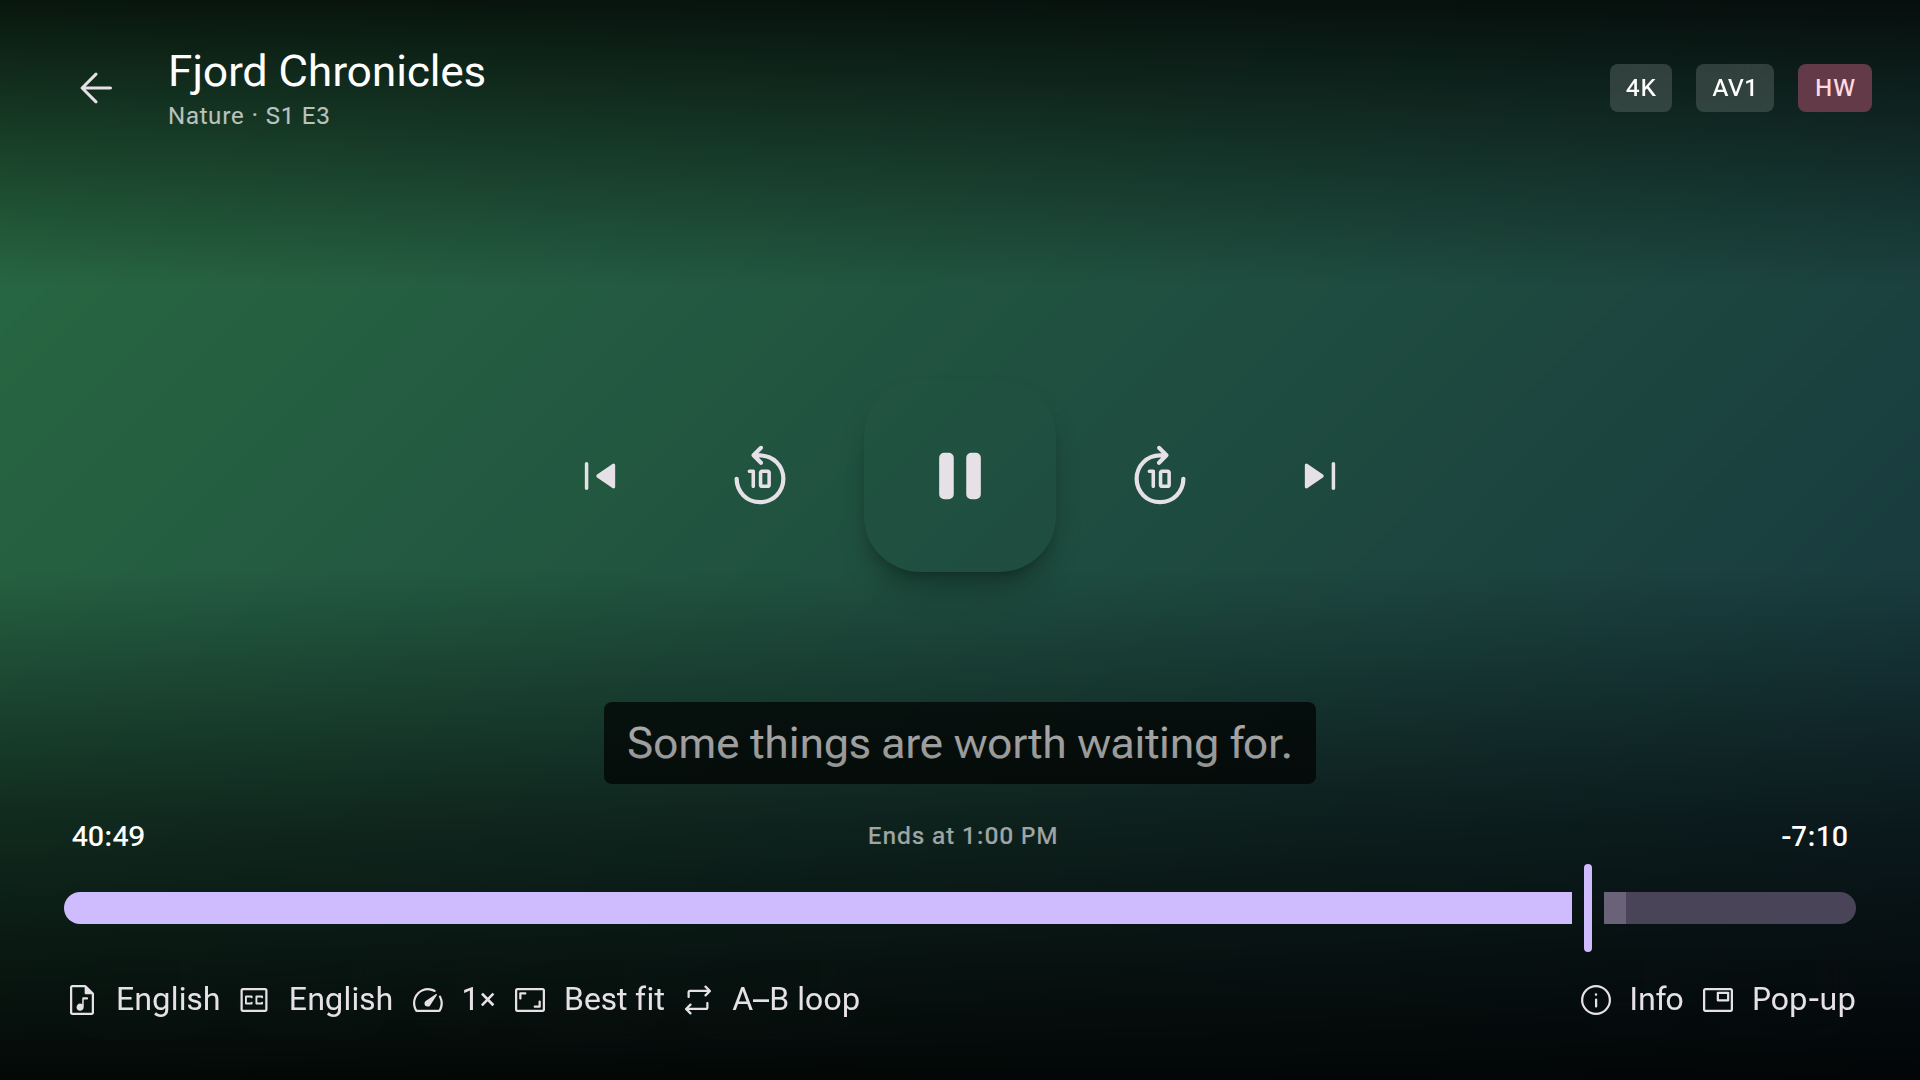 Fjord Chronicles
Nature · S1 E3
4K
AV1
HW
10
10
Some things are worth waiting for.
40:49
Ends at 1:00 PM
-7:10
CC
English
English
1×
Best fit
A–B loop
Info
Pop-up